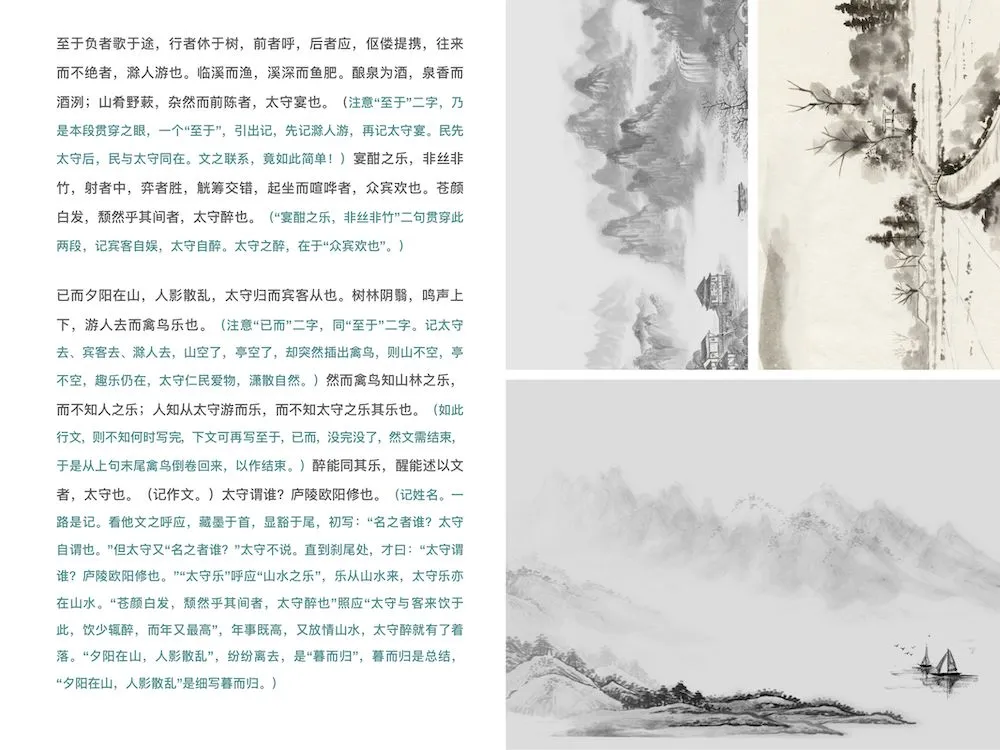 至于负者歌于途，行者休于树，前者呼，后者应，伛偻提携，往来
而不绝者，滁人游也。临溪而渔，溪深而鱼肥。酿泉为酒，泉香而
酒洌；山肴野蔌，杂然而前陈者，太守宴也。（注意“至于”二字，乃
是本段贯穿之眼，一个“至于”，引出记，先记滁人游，再记太守宴。民先
太守后，民与太守同在。文之联系，竟如此简单！）宴酣之乐，非丝非
竹，射者中，弈者胜，觥筹交错，起坐而喧哗者，众宾欢也。苍颜
白发，颓然乎其间者，太守醉也。（“宴酣之乐，非丝非竹”二句贯穿此
两段，记宾客自娱，太守自醉。太守之醉，在于“众宾欢也”。）
已而夕阳在山，人影散乱，太守归而宾客从也。树林阴翳，鸣声上
下，游人去而禽鸟乐也。（注意“已而”二字，同“至于”二字。记太守
去、宾客去、滁人去，山空了，亭空了，却突然插出禽鸟，则山不空，亭
不空，趣乐仍在，太守仁民爱物，潇散自然。）然而禽鸟知山林之乐，
而不知人之乐；人知从太守游而乐，而不知太守之乐其乐也。（如此
行文，则不知何时写完，下文可再写至于，已而，没完没了，然文需结束，
于是从上句末尾禽鸟倒卷回来，以作结束。）醉能同其乐，醒能述以文
者，太守也。（记作文。）太守谓谁？庐陵欧阳修也。（记姓名。一
路是记。看他文之呼应，藏墨于首，显豁于尾，初写：“名之者谁？太守
自谓也。”但太守又“名之者谁？”太守不说。直到刹尾处，才曰：“太守谓
谁？庐陵欧阳修也。”“太守乐”呼应“山水之乐”，乐从山水来，太守乐亦
在山水。“苍颜白发，颓然乎其间者，太守醉也”照应“太守与客来饮于
此，饮少辄醉，而年又最高”，年事既高，又放情山水，太守醉就有了着
落。“夕阳在山，人影散乱”，纷纷离去，是“暮而归”，暮而归是总结，
“夕阳在山，人影散乱”是细写暮而归。）